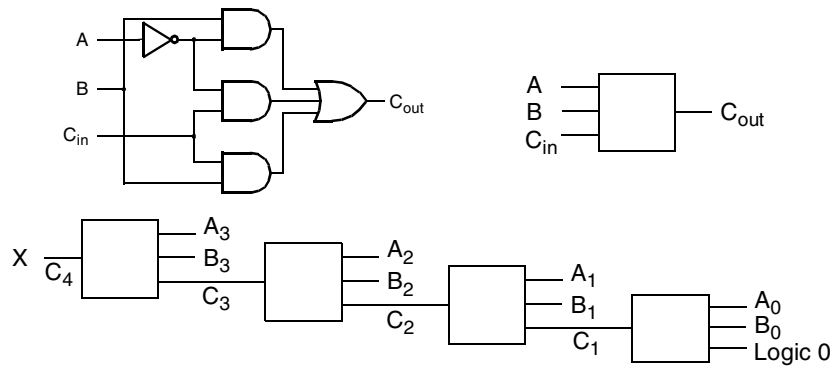 A
B
C_in
C_out
A
B
C_in
C_out
X
C_4
A_3
B_3
C_3
A_2
B_2
C_2
A_1
B_1
C_1
A_0
B_0
Logic 0